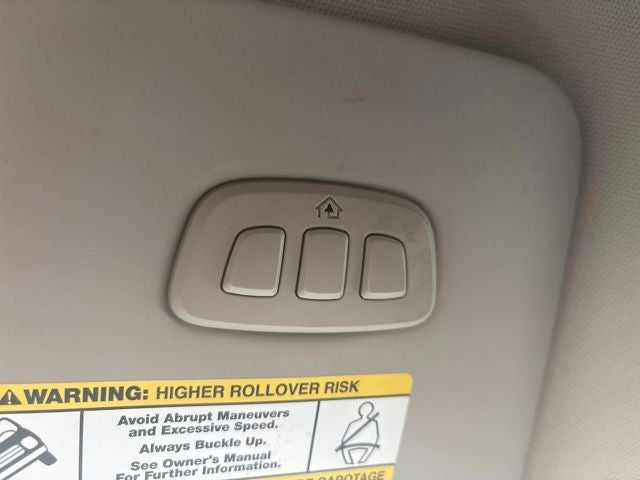 WARNING: HIGHER ROLLOVER RISK
Avoid Abrupt Maneuvers
and Excessive Speed.
Always Buckle Up.
See Owner's Manual
For Further Information.
CAPOTAGE